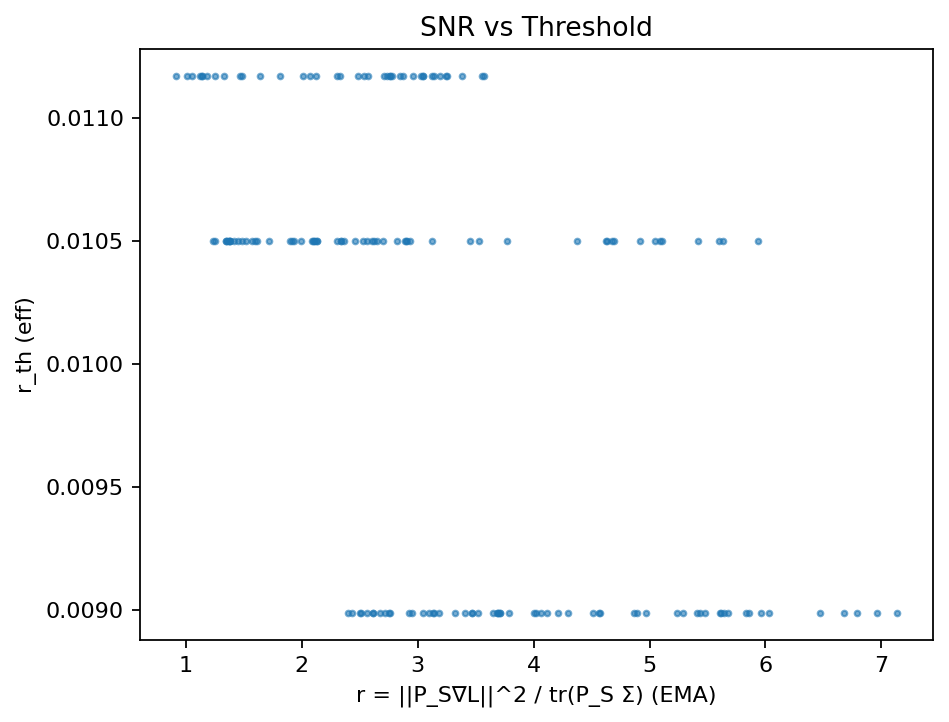 SNR vs Threshold
r_th (eff)
0.0110
0.0105
0.0100
0.0095
0.0090
1 2 3 4 5 6 7
r = ||P_S∇L||^2 / tr(P_S Σ) (EMA)